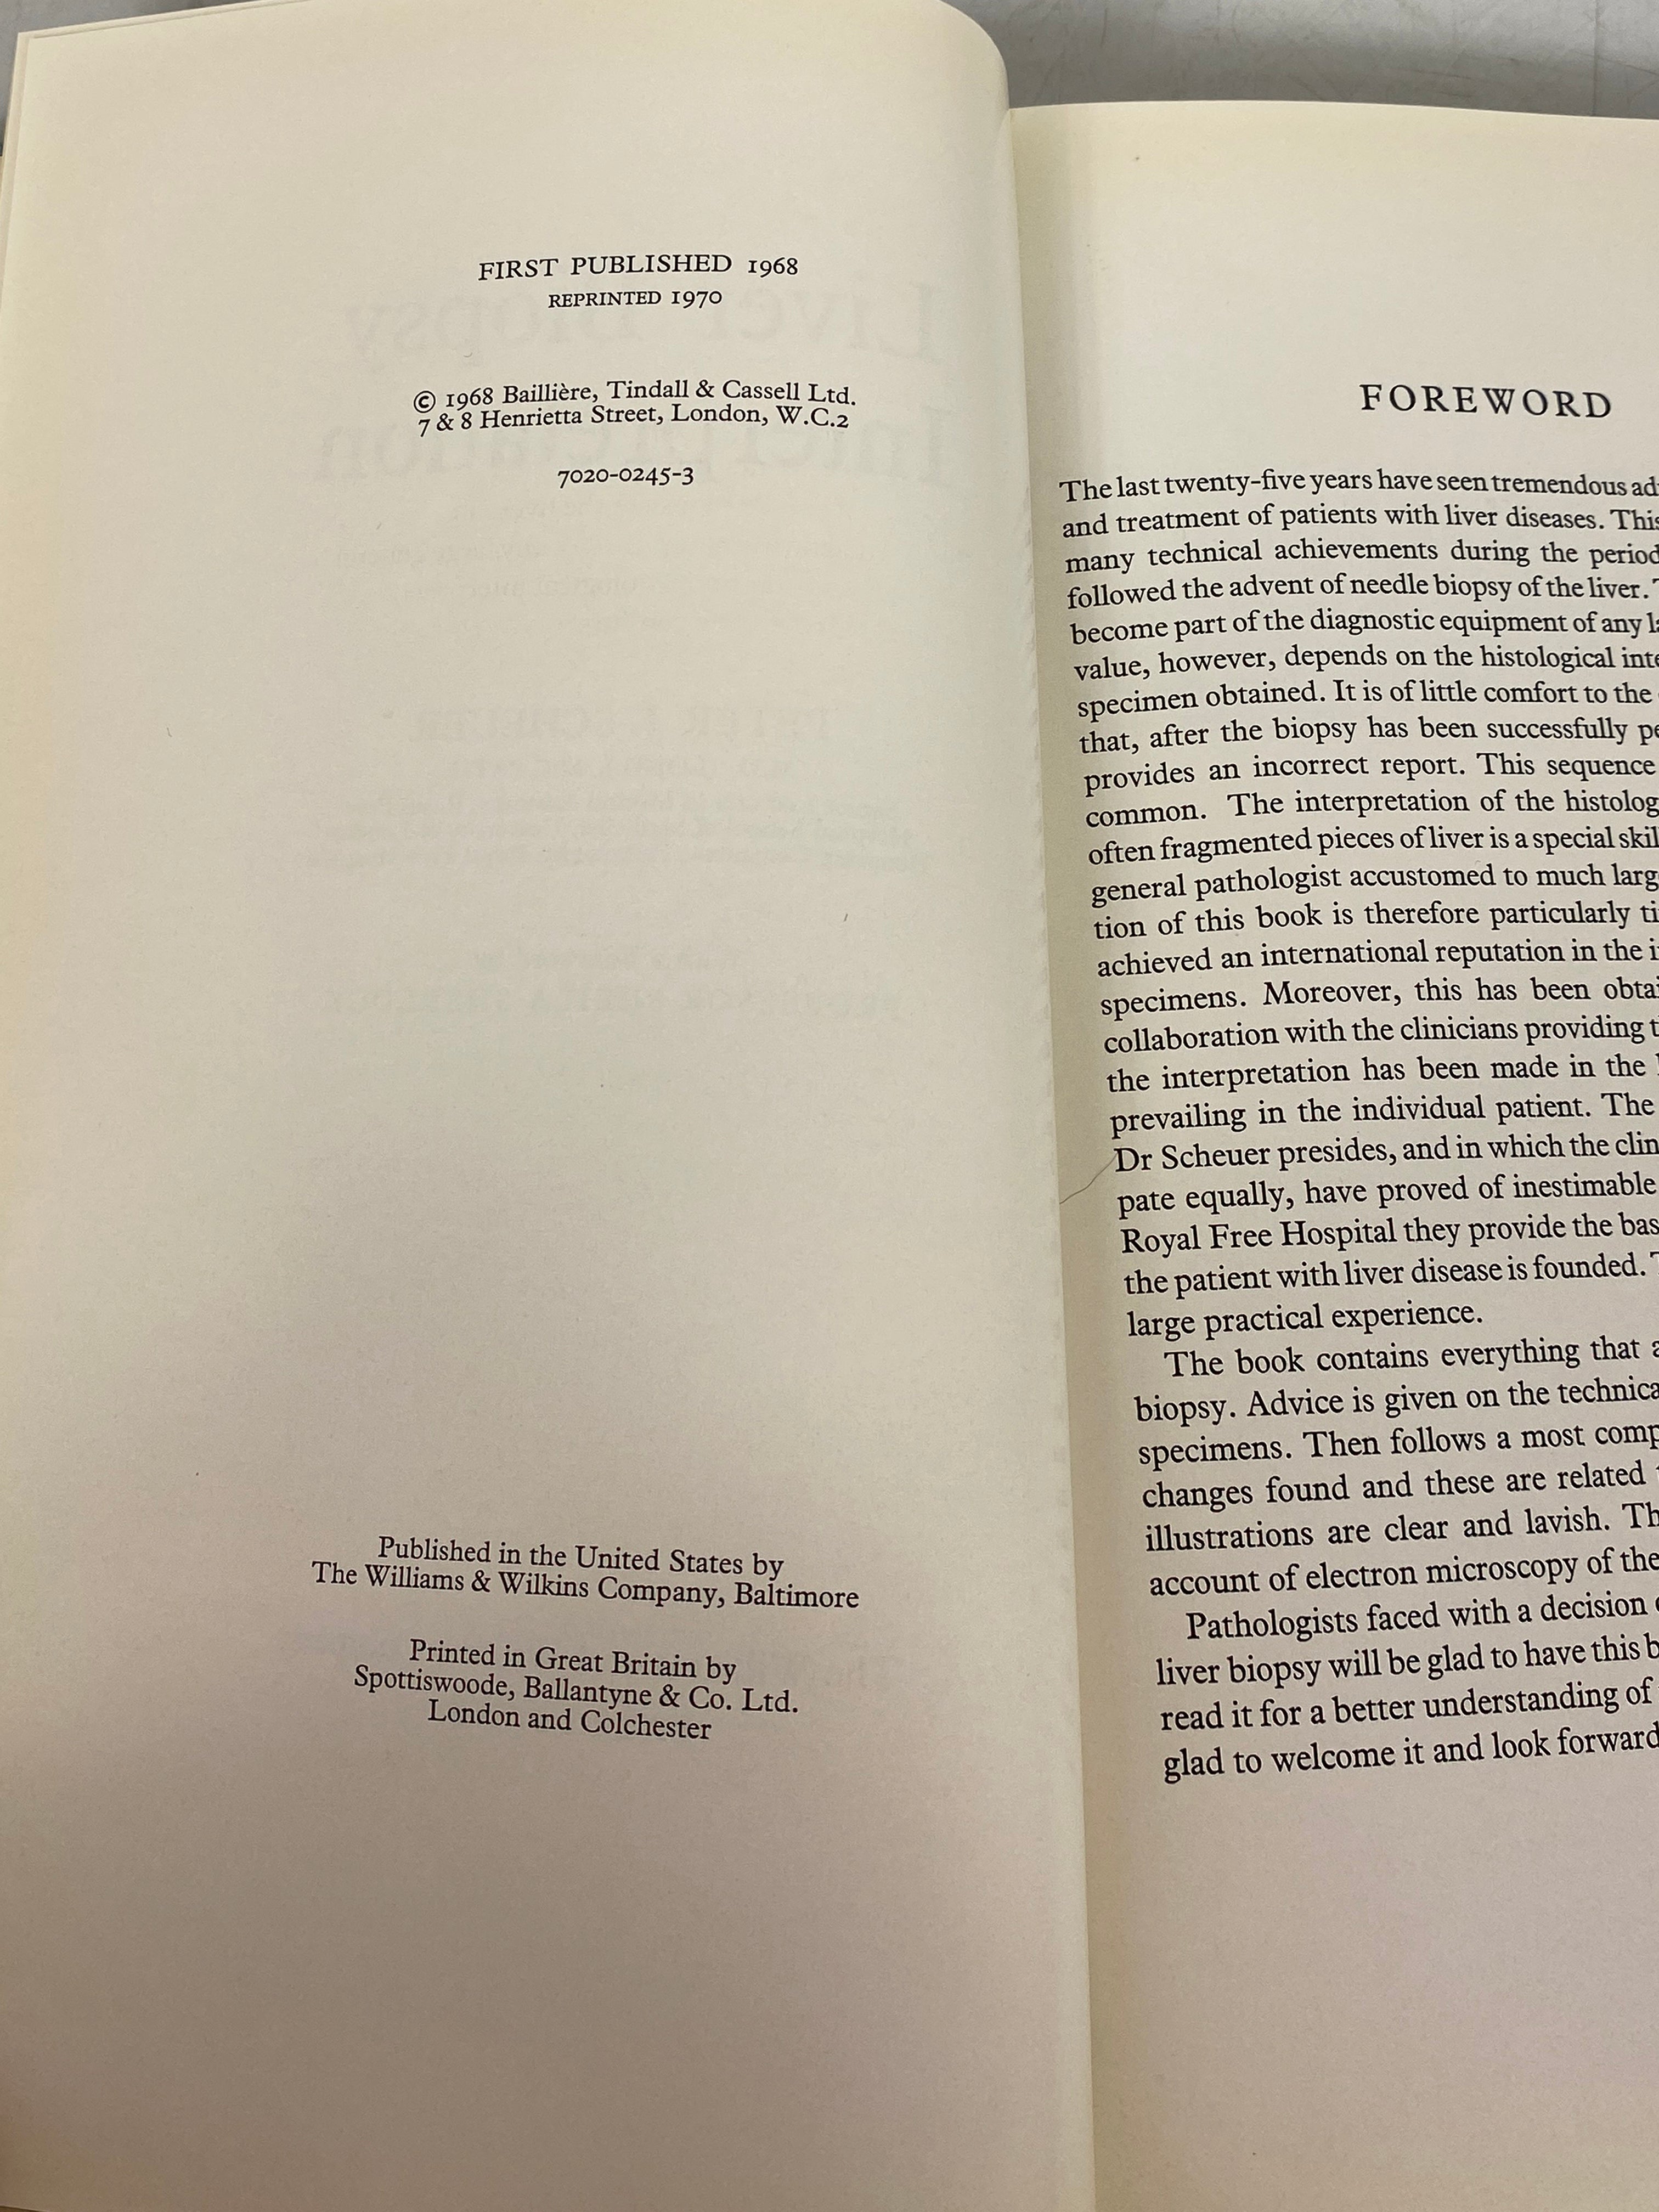 FIRST PUBLISHED 1968
REPRINTED 1970
© 1968 Baillière, Tindall & Cassell Ltd.
7 & 8 Henrietta Street, London, W.C.2
7020-0245-3
Published in the United States by
The Williams & Wilkins Company, Baltimore
Printed in Great Britain by
Spottiswoode, Ballantyne & Co. Ltd.
London and Colchester
FOREWORD
The last twenty-five years have seen tremendous
and treatment of patients with liver diseases. This
many technical achievements during the period
followed the advent of needle biopsy of the liver.
become part of the diagnostic equipment of any
value, however, depends on the histological
specimen obtained. It is of little comfort to the
that, after the biopsy has been successfully
provides an incorrect report. This sequence
common. The interpretation of the
often fragmented pieces of liver is a special
general pathologist accustomed to much
tion of this book is therefore particularly
achieved an international reputation in the
specimens. Moreover, this has been
collaboration with the clinicians providing
the interpretation has been made in the
prevailing in the individual patient. The
Dr Scheuer presides, and in which the
pate equally, have proved of inestimable
Royal Free Hospital they provide the
the patient with liver disease is founded.
large practical experience.
The book contains everything that
biopsy. Advice is given on the
specimens. Then follows a most
changes found and these are related
illustrations are clear and lavish.
account of electron microscopy of the
Pathologists faced with a decision
liver biopsy will be glad to have this
read it for a better understanding of
glad to welcome it and look forward